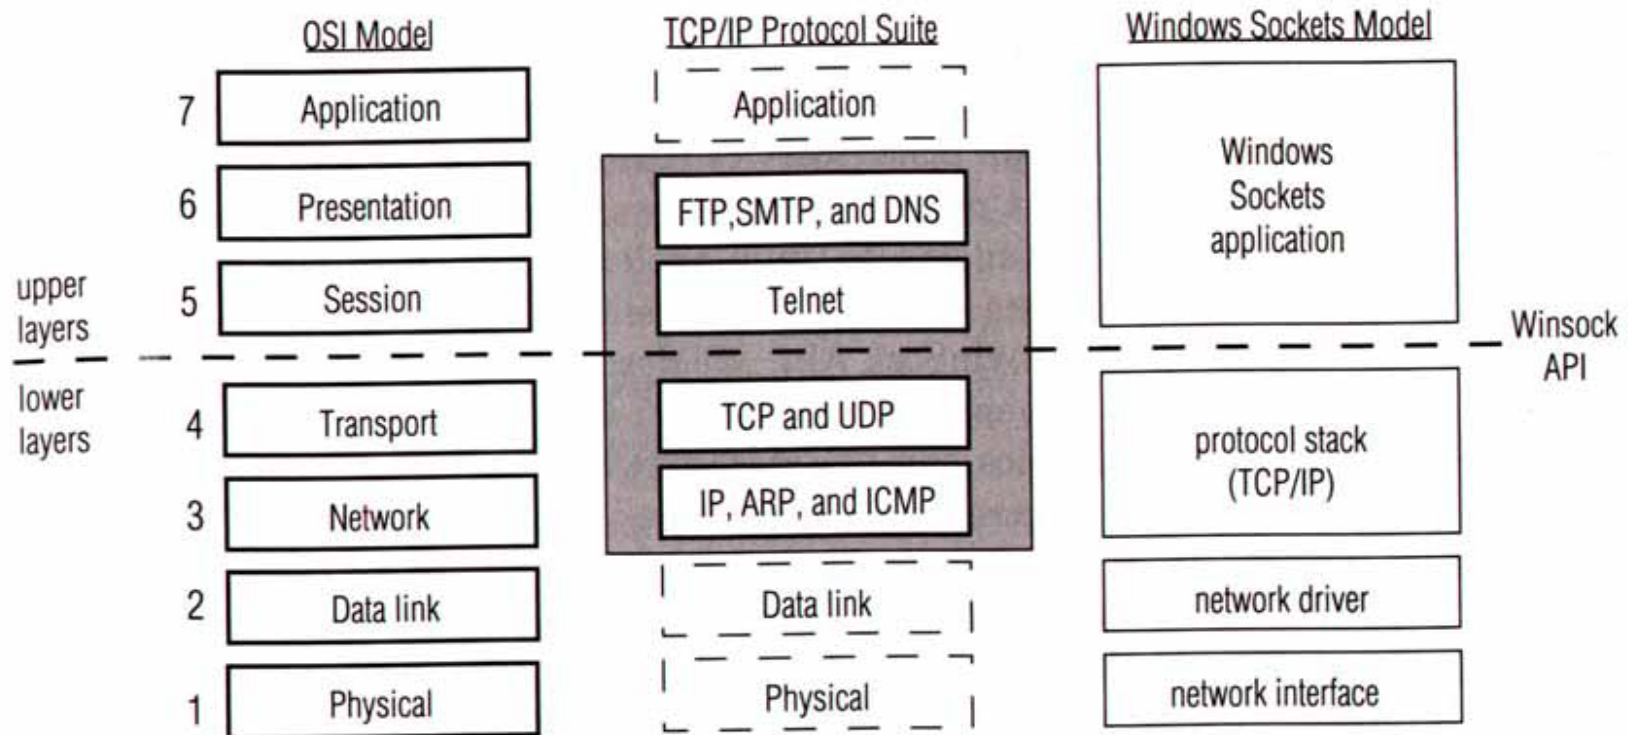 OSI Model
TCP/IP Protocol Suite
Windows Sockets Model
7
Application
Application
Windows
Sockets
application
6
Presentation
FTP,SMTP, and DNS
5
Session
Telnet
upper
layers
Winsock
API
lower
layers
4
Transport
TCP and UDP
protocol stack
(TCP/IP)
3
Network
IP, ARP, and ICMP
2
Data link
Data link
network driver
1
Physical
Physical
network interface